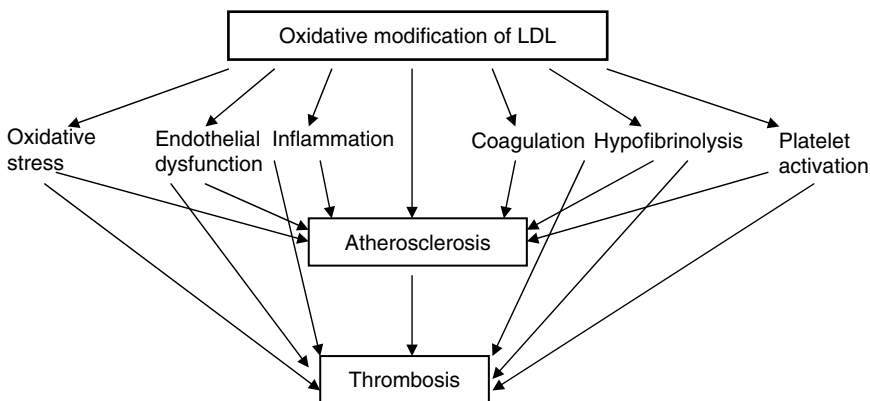 Oxidative modification of LDL
Oxidative
stress
Endothelial
dysfunction
Inflammation
Coagulation
Hypofibrinolysis
Platelet
activation
Atherosclerosis
Thrombosis